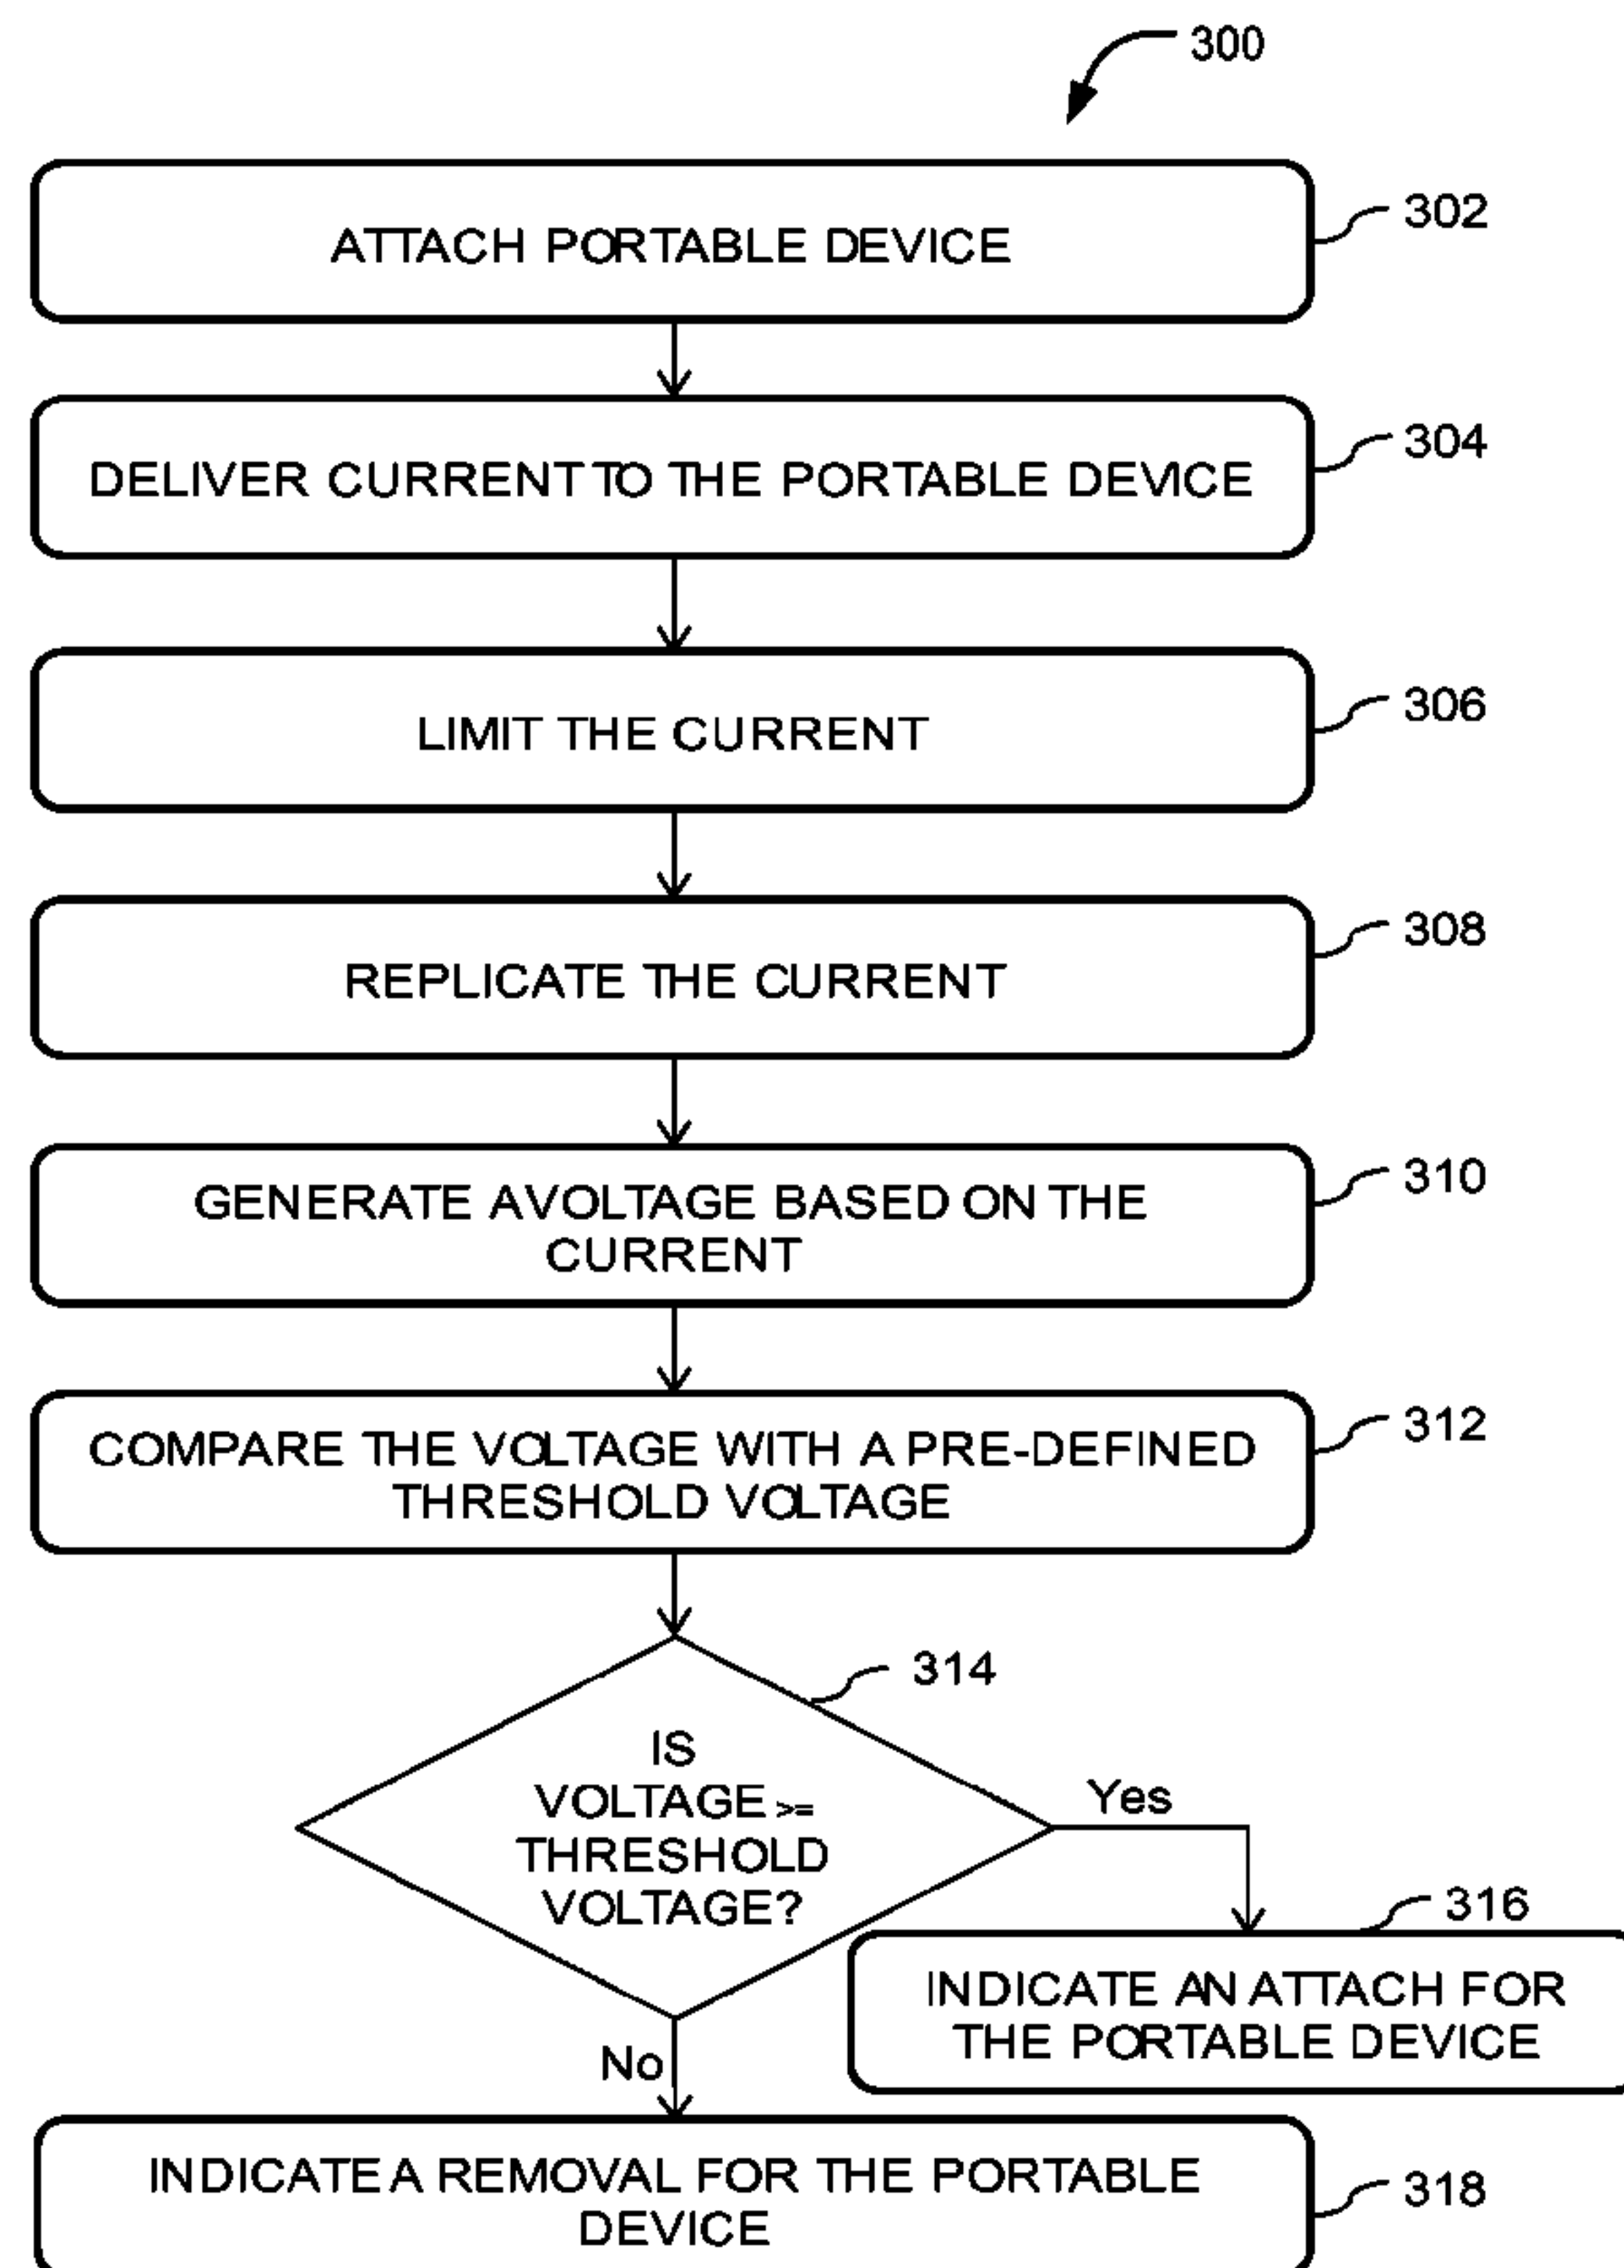 300
ATTACH PORTABLE DEVICE
302
DELIVER CURRENT TO THE PORTABLE DEVICE
304
LIMIT THE CURRENT
306
REPLICATE THE CURRENT
308
GENERATE A VOLTAGE BASED ON THE
CURRENT
310
COMPARE THE VOLTAGE WITH A PRE-DEFINED
THRESHOLD VOLTAGE
312
314
IS
VOLTAGE >=
THRESHOLD
VOLTAGE?
Yes
316
INDICATE AN ATTACH FOR
THE PORTABLE DEVICE
No
INDICATE A REMOVAL FOR THE PORTABLE
DEVICE
318